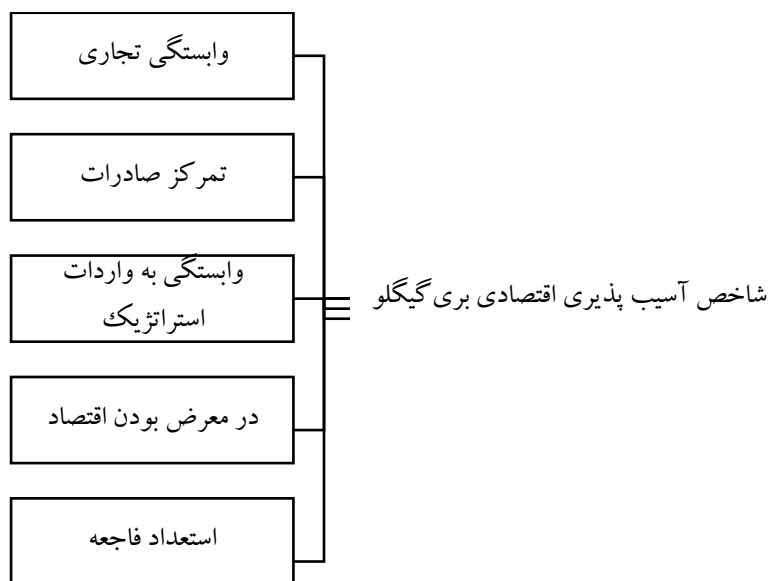 وابستگی تجاری
تمرکز صادرات
وابستگی به واردات
استراتژیک
شاخص آسیب پذیری اقتصادی بری گیگلو
در معرض بودن اقتصاد
استعداد فاجعه